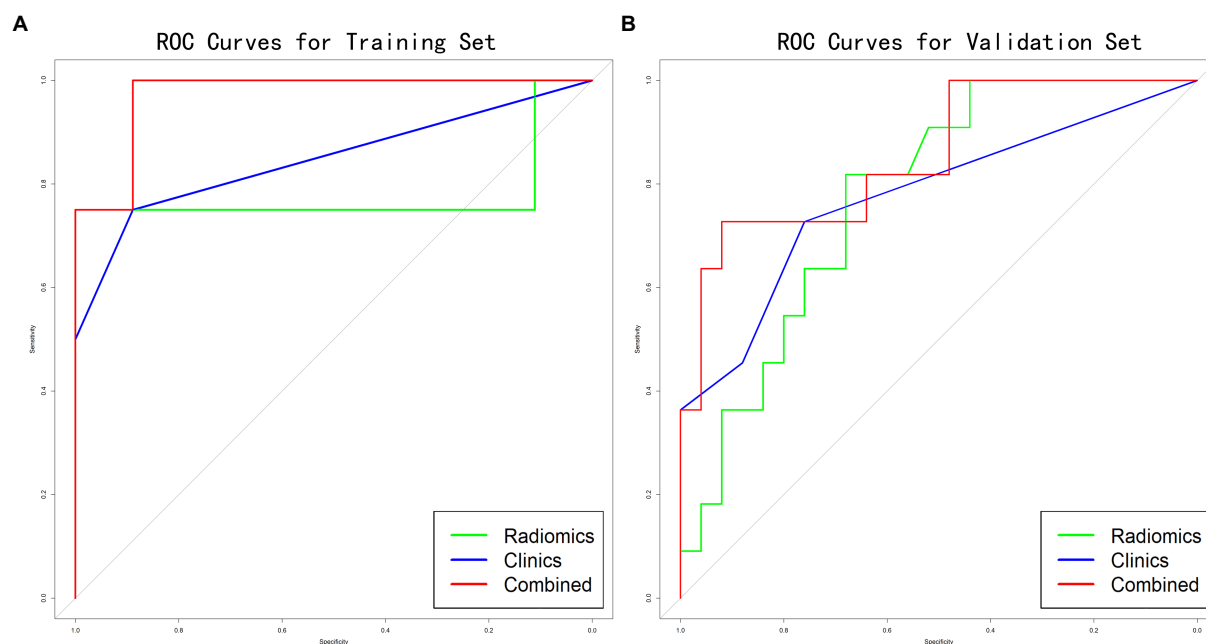 A
ROC Curves for Training Set
1.0
0.8
0.6
0.4
0.2
0.0
Sensitivity
1.0
0.8
0.6
0.4
0.2
0.0
Specificity
Radiomics
Clinics
Combined
B
ROC Curves for Validation Set
1.0
0.8
0.6
0.4
0.2
0.0
Sensitivity
1.0
0.8
0.6
0.4
0.2
0.0
Specificity
Radiomics
Clinics
Combined